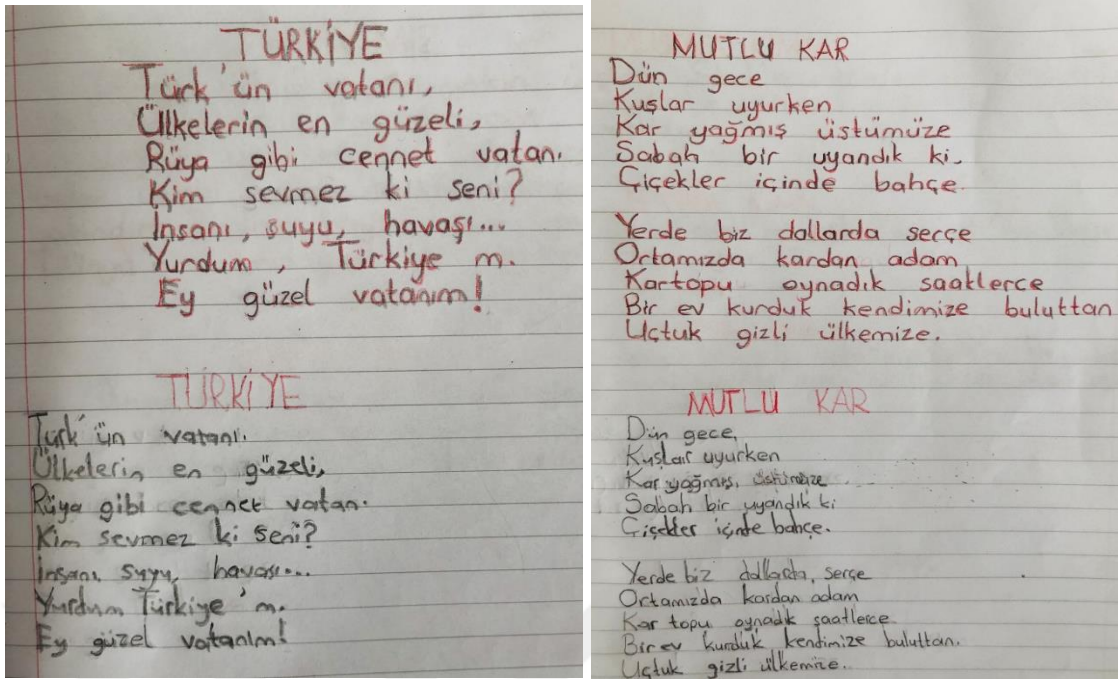 TÜRKİYE
Türk'ün vatanı,
Ülkelerin en güzeli,
Rüya gibi cennet vatan.
Kim sevmez ki seni?
İnsanı, suyu, havaşı...
Yurdum, Türkiye m.
Ey güzel vatanım!
TÜRKİYE
Türk'ün vatanı.
Ülkelerin en güzeli,
Rüya gibi cennet vatan.
Kim sevmez ki seni?
İnsanı, suyu, havası...
Yurdum Türkiye'm.
Ey güzel vatanım!
MUTLU KAR
Dün gece
Kuşlar uyurken
Kar yağmış üstümüze
Sabah bir uyandık ki.
Çiçekler içinde bahçe.
Yerde biz dallarda serçe
Ortamızda kardan adam
Kartopu oynadık saatlerce
Bir ev kurduk kendimize buluttan
Uçtuk gizli ülkemize.
MUTLU KAR
Dün gece,
Kuşlar uyurken
Kar yağmış, üstümüze
Sabah bir uyandık ki
Çiçekler içinde bahçe.
Yerde biz dallarda, serçe
Ortamızda kardan adam
Kar topu oynadık saatlerce
Bir ev kurduk kendimize buluttan.
Uçtuk gizli ülkemize.